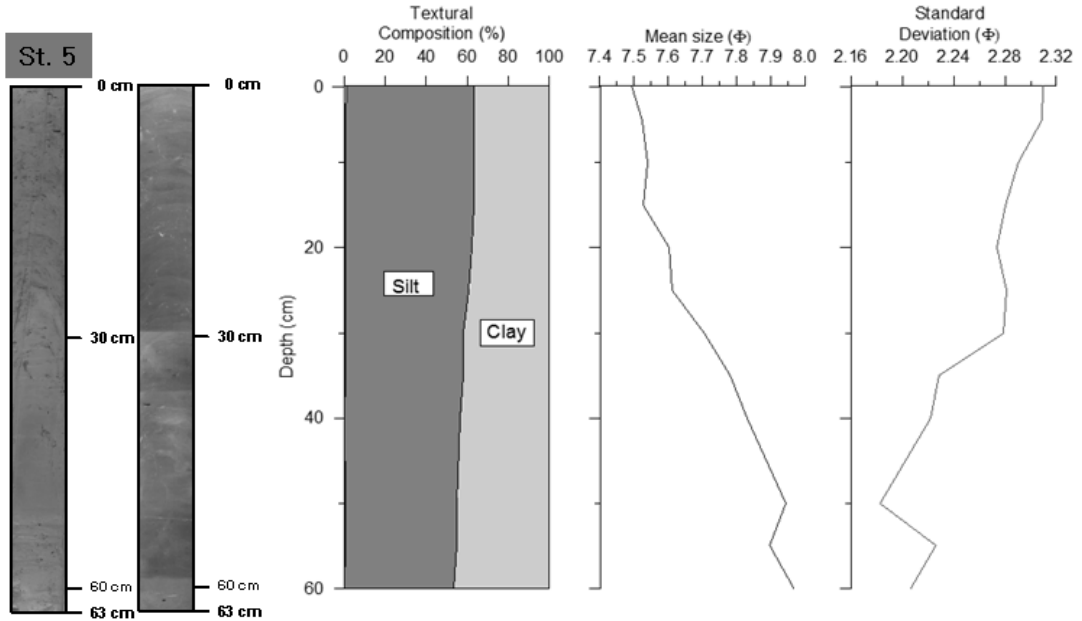 St. 5
0 cm
30 cm
60 cm
63 cm
0 cm
30 cm
60 cm
63 cm
Textural
Composition (%)
0 20 40 60 80 100
Depth (cm)
0
20
40
60
Silt
Clay
Mean size (Φ)
7.4 7.5 7.6 7.7 7.8 7.9 8.0
Standard
Deviation (Φ)
2.16 2.20 2.24 2.28 2.32